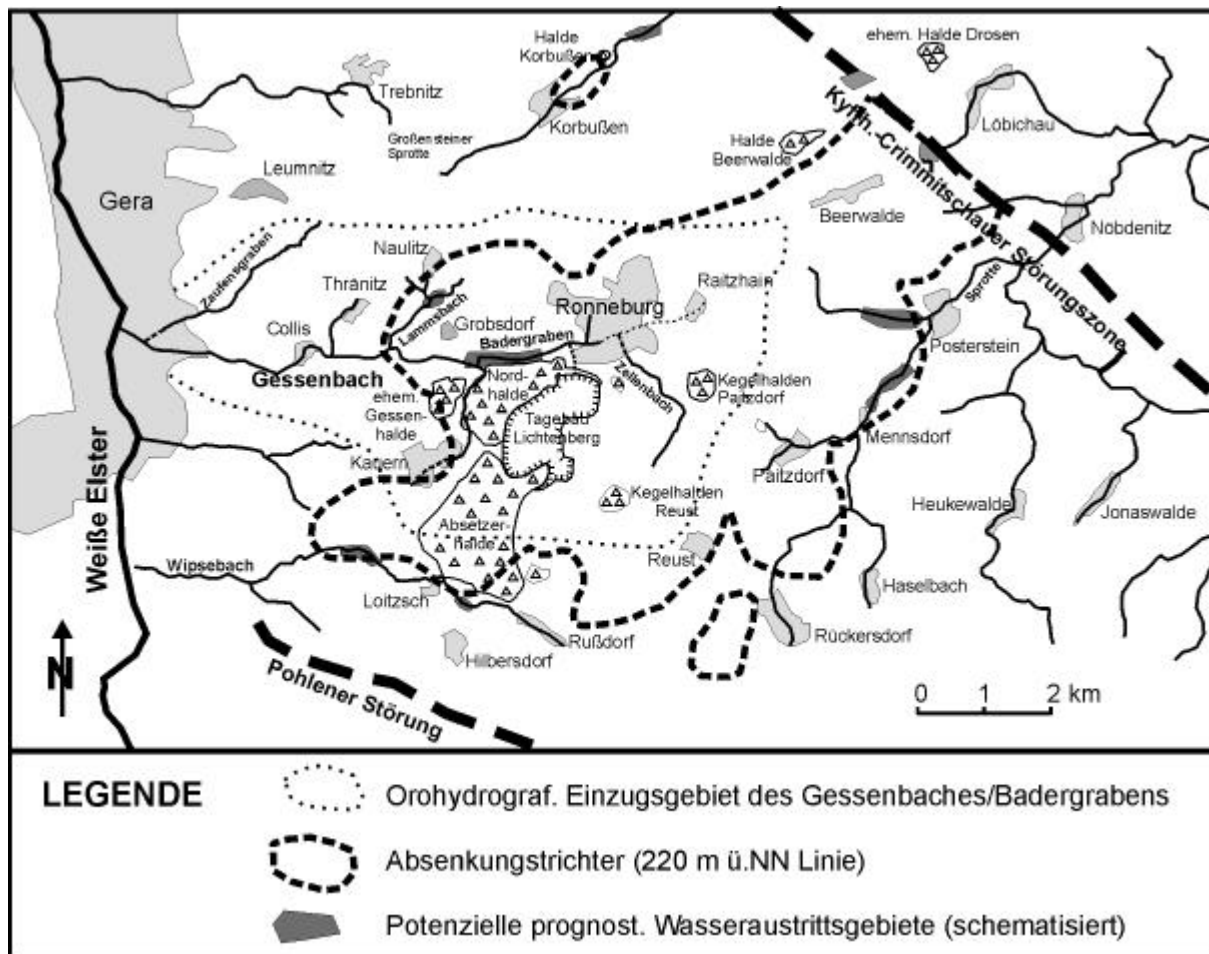 ehem. Halde Drosen
Halde
Korbußen
Trebnitz
Korbußen
Großensteiner
Sprotte
Kyffh.-Crimmitschauer Störungszone
Löbichau
Halde
Beerwalde
Leumnitz
Gera
Beerwalde
Nöbdenitz
Zaufensgraben
Naulitz
Raitzhain
Thränitz
Ronneburg
Sprotte
Lammsbach
Grobsdorf
Collis
Badergraben
Posterstein
Gessenbach
Nord-
halde
Zellenbach
Kegelhalden
Paitzdorf
ehem.
Gessen-
halde
Tagebau
Lichtenberg
Mennsdorf
Kauern
Paitzdorf
Weiße Elster
Kegelhalden
Reust
Heukewalde
Jonaswalde
Absetzer-
halde
Reust
Wipsebach
Loitzsch
Haselbach
Rußdorf
Rückersdorf
Hilbersdorf
N
Pohlener Störung
0 1 2 km
LEGENDE
Orohydrograf. Einzugsgebiet des Gessenbaches/Badergrabens
Absenkungstrichter (220 m ü.NN Linie)
Potenzielle prognost. Wasseraustrittsgebiete (schematisiert)